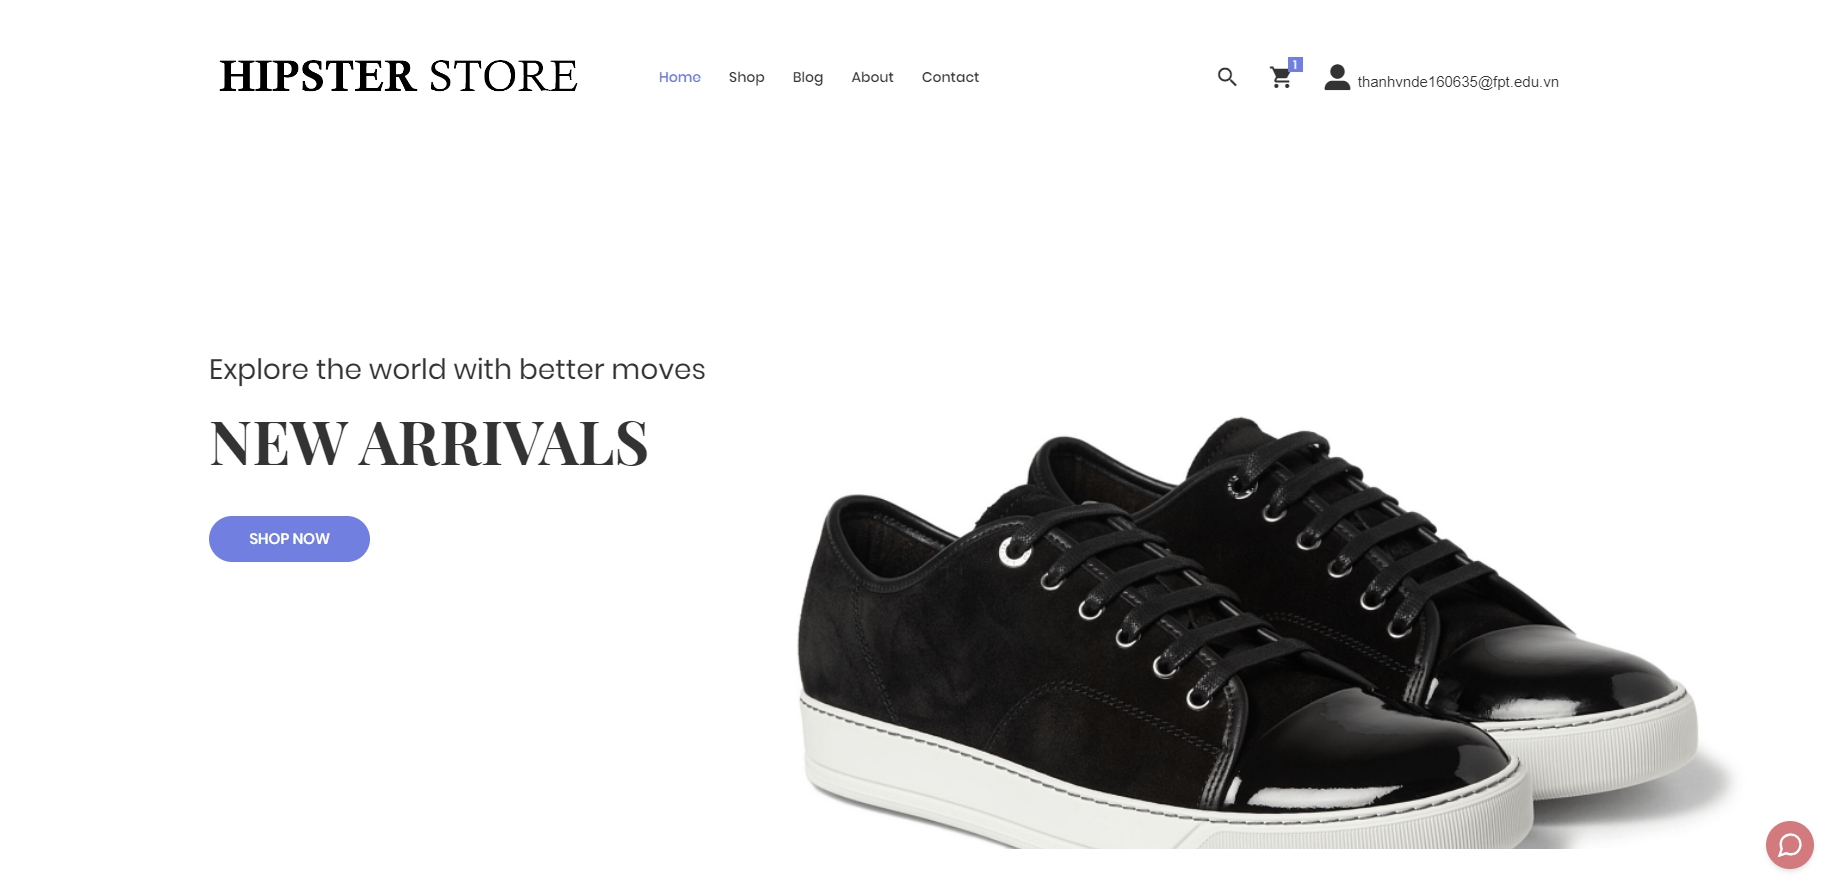 HIPSTER STORE
Home Shop Blog About Contact
1
thanhvnde160635@fpt.edu.vn
Explore the world with better moves
NEW ARRIVALS
SHOP NOW